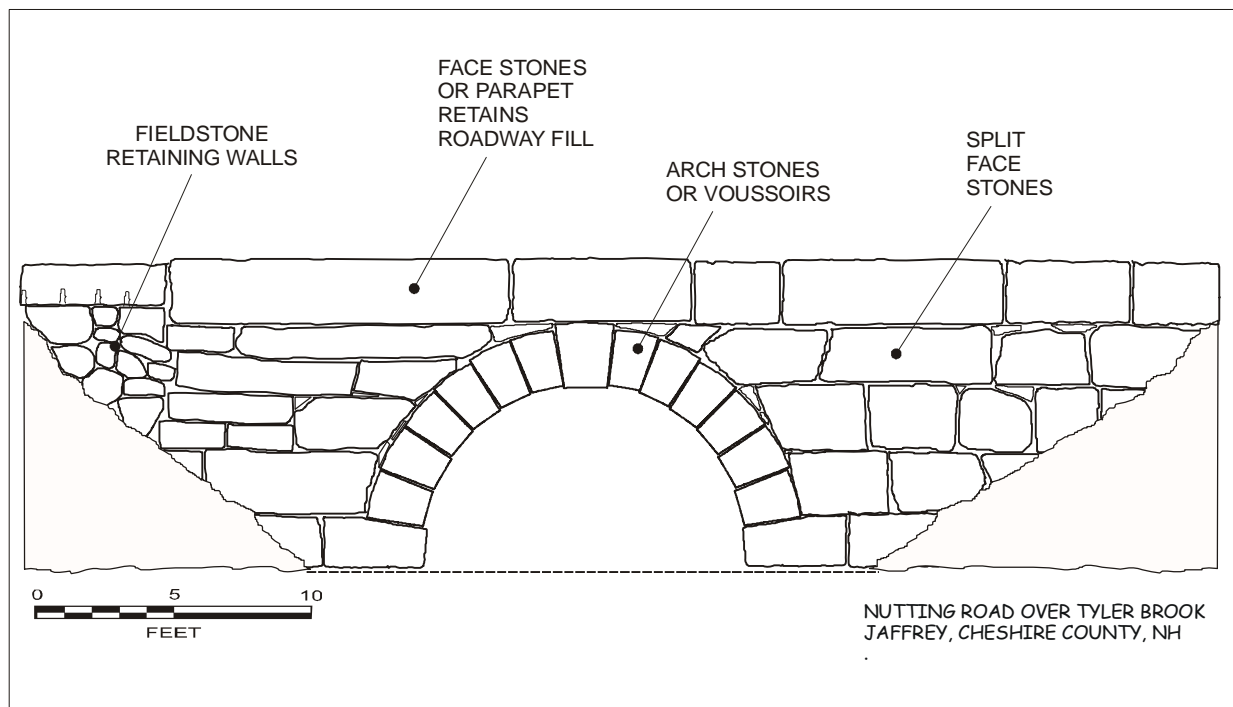 FACE STONES
OR PARAPET
RETAINS
ROADWAY FILL
FIELDSTONE
RETAINING WALLS
ARCH STONES
OR VOUSSOIRS
SPLIT
FACE
STONES
0 5 10
FEET
NUTTING ROAD OVER TYLER BROOK
JAFFREY, CHESHIRE COUNTY, NH
.